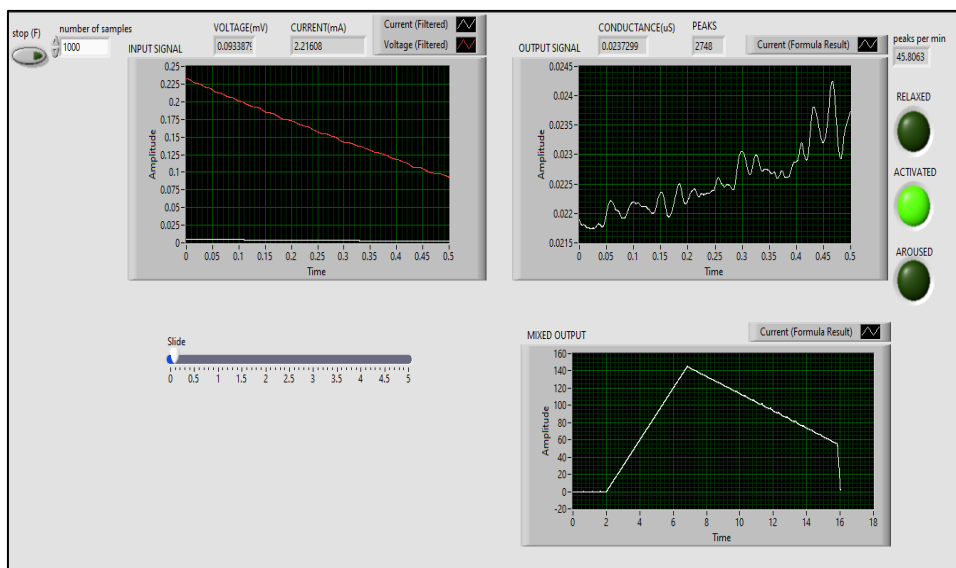 stop (F)
number of samples
1000
VOLTAGE(mV)
0.093387
CURRENT(mA)
2.21608
Current (Filtered)
Voltage (Filtered)
INPUT SIGNAL
Amplitude
0.25
0.225
0.2
0.175
0.15
0.125
0.1
0.075
0.05
0.025
0
0 0.05 0.1 0.15 0.2 0.25 0.3 0.35 0.4 0.45 0.5
Time
CONDUCTANCE(uS)
0.0237299
PEAKS
2748
Current (Formula Result)
OUTPUT SIGNAL
Amplitude
0.0245
0.024
0.0235
0.023
0.0225
0.022
0.0215
0 0.05 0.1 0.15 0.2 0.25 0.3 0.35 0.4 0.45 0.5
Time
peaks per min
45.8063
RELAXED
ACTIVATED
AROUSED
Slide
0 0.5 1 1.5 2 2.5 3 3.5 4 4.5 5
MIXED OUTPUT
Current (Formula Result)
Amplitude
160
140
120
100
80
60
40
20
0
-20
0 2 4 6 8 10 12 14 16 18
Time